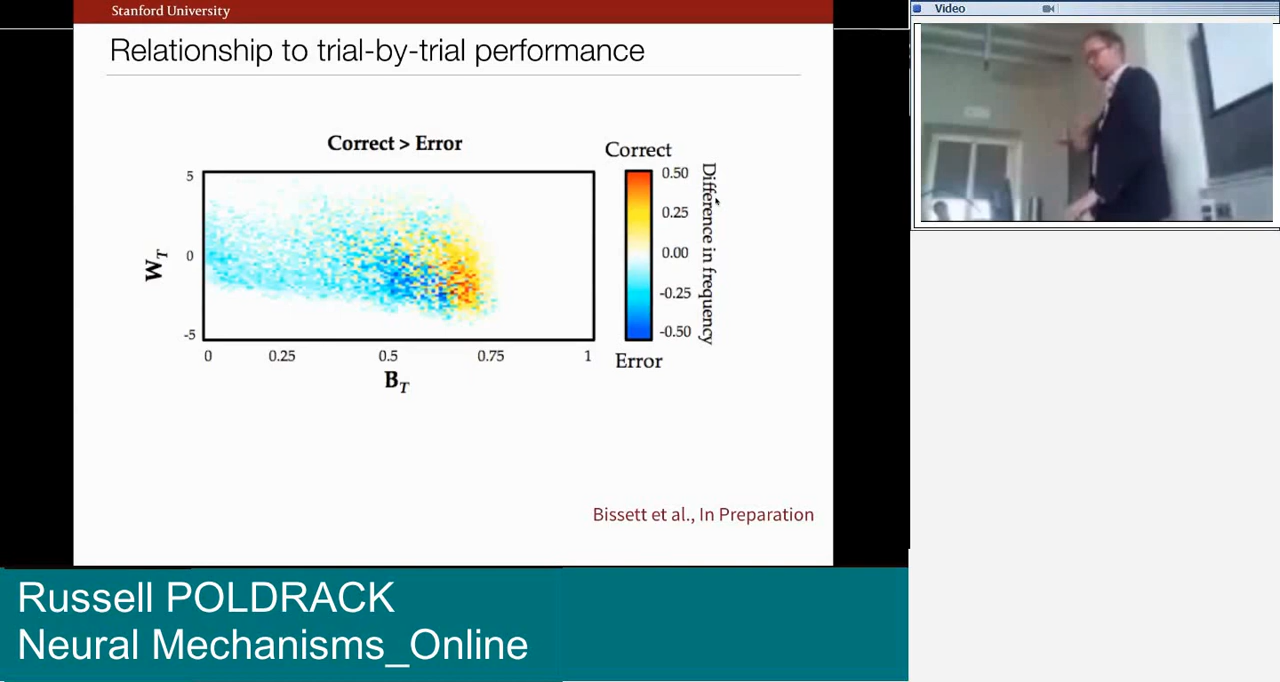 Stanford University
Relationship to trial-by-trial performance
Correct > Error
Correct
5
0
-5
W_T
0
0.25
0.5
0.75
1
B_T
0.50
0.25
0.00
-0.25
-0.50
Difference in frequency
Error
Bissett et al., In Preparation
Video
Russell POLDRACK
Neural Mechanisms_Online